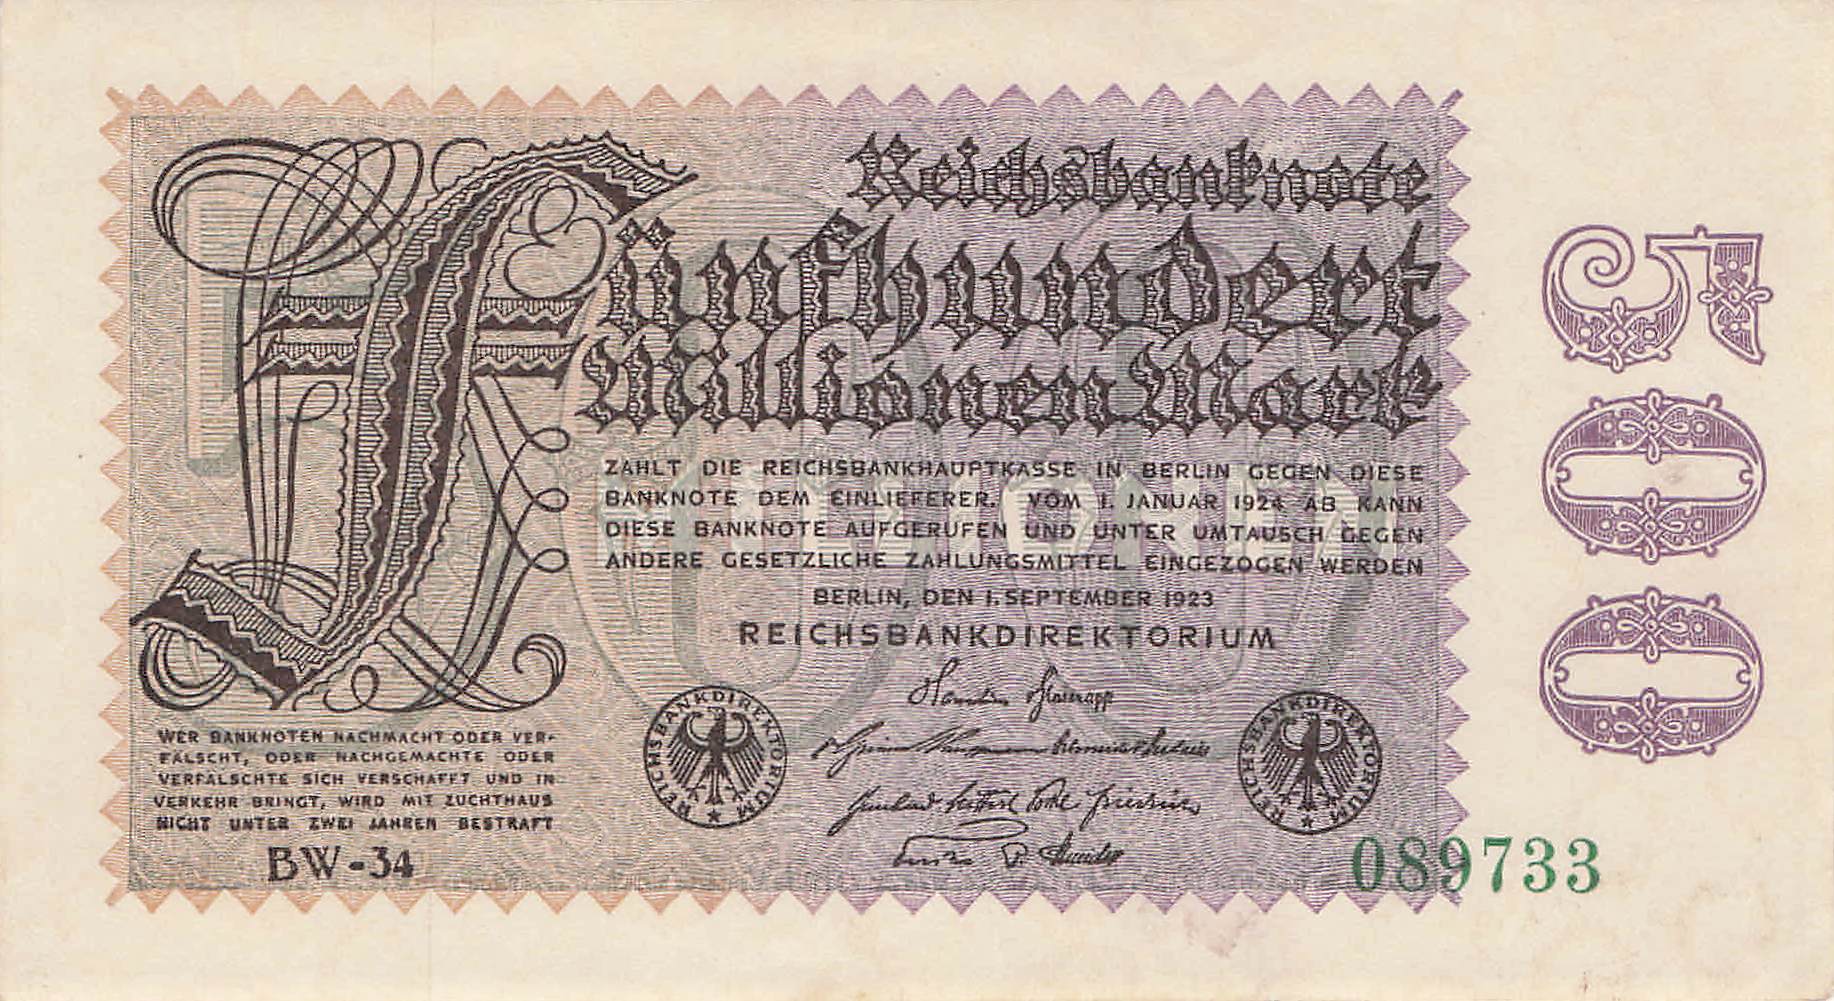 Reichsbanknote
Fünfhundert
Millionen Mark
ZAHLT DIE REICHSBANKHAUPTKASSE IN BERLIN GEGEN DIESE
BANKNOTE DEM EINLIEFERER. VOM 1. JANUAR 1924 AB KANN
DIESE BANKNOTE AUFGERUFEN UND UNTER UMTAUSCH GEGEN
ANDERE GESETZLICHE ZAHLUNGSMITTEL EINGEZOGEN WERDEN
BERLIN, DEN 1. SEPTEMBER 1923
REICHSBANKDIREKTORIUM
REICHSBANKDIREKTORIUM
REICHSBANKDIREKTORIUM
WER BANKNOTEN NACHMACHT ODER VER-
FÄLSCHT, ODER NACHGEMACHTE ODER
VERFÄLSCHTE SICH VERSCHAFFT UND IN
VERKEHR BRINGT, WIRD MIT ZUCHTHAUS
NICHT UNTER ZWEI JAHREN BESTRAFT
BW-34
089733
500